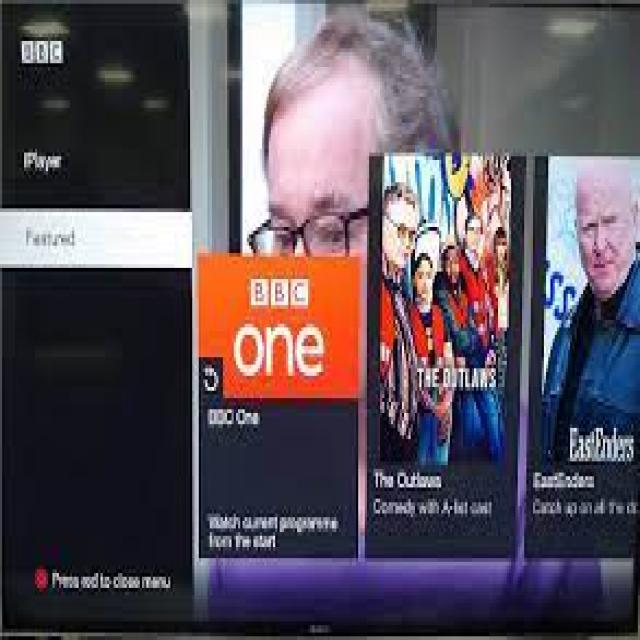 BBC
iPlayer
Featured
BBC
one
BBC One
Watch current programme
from the start
THE OUTLAWS
The Outlaws
Comedy with A-list cast
EastEnders
EastEnders
Catch up on all the
Press red to close menu